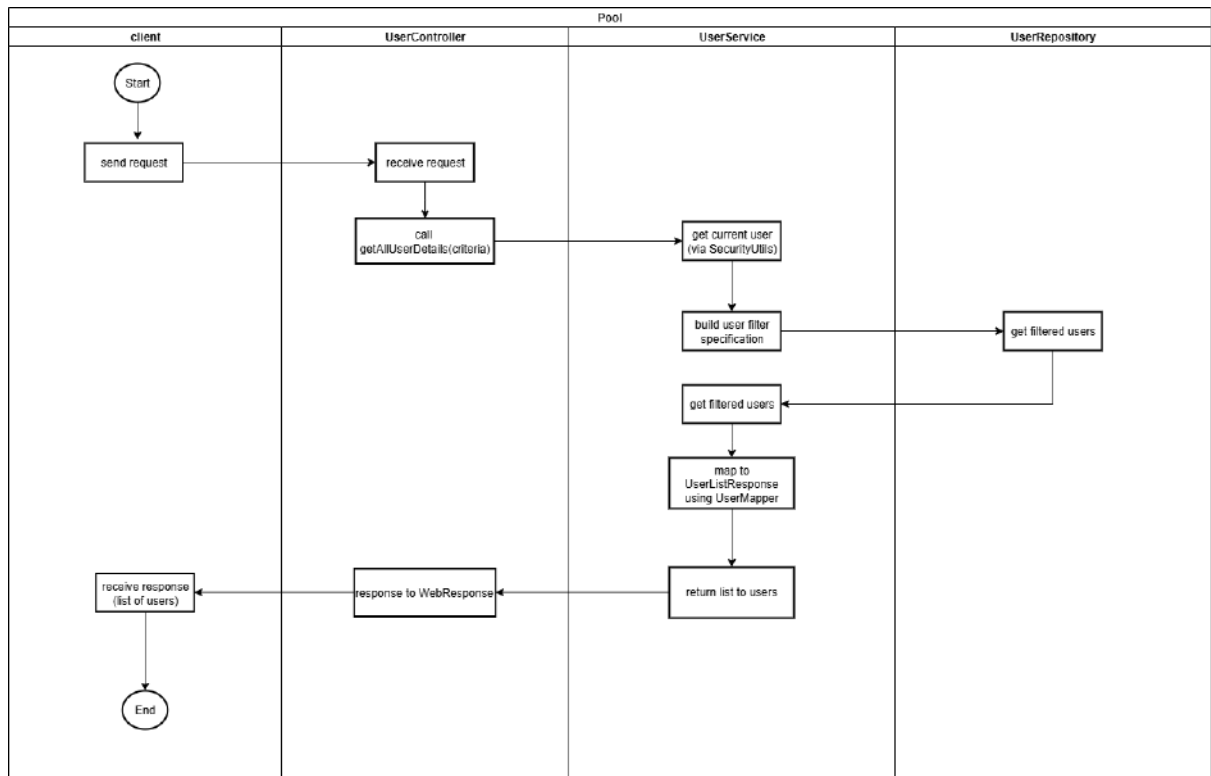 Pool
client
UserController
UserService
UserRepository
Start
send request
receive request
call
getAllUserDetails(criteria)
get current user
(via SecurityUtils)
build user filter
specification
get filtered users
get filtered users
map to
UserListResponse
using UserMapper
return list to users
response to WebResponse
receive response
(list of users)
End